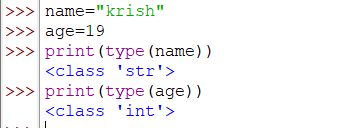 >>> name="krish"
>>> age=19
>>> print(type(name))
<class 'str'>
>>> print(type(age))
<class 'int'>